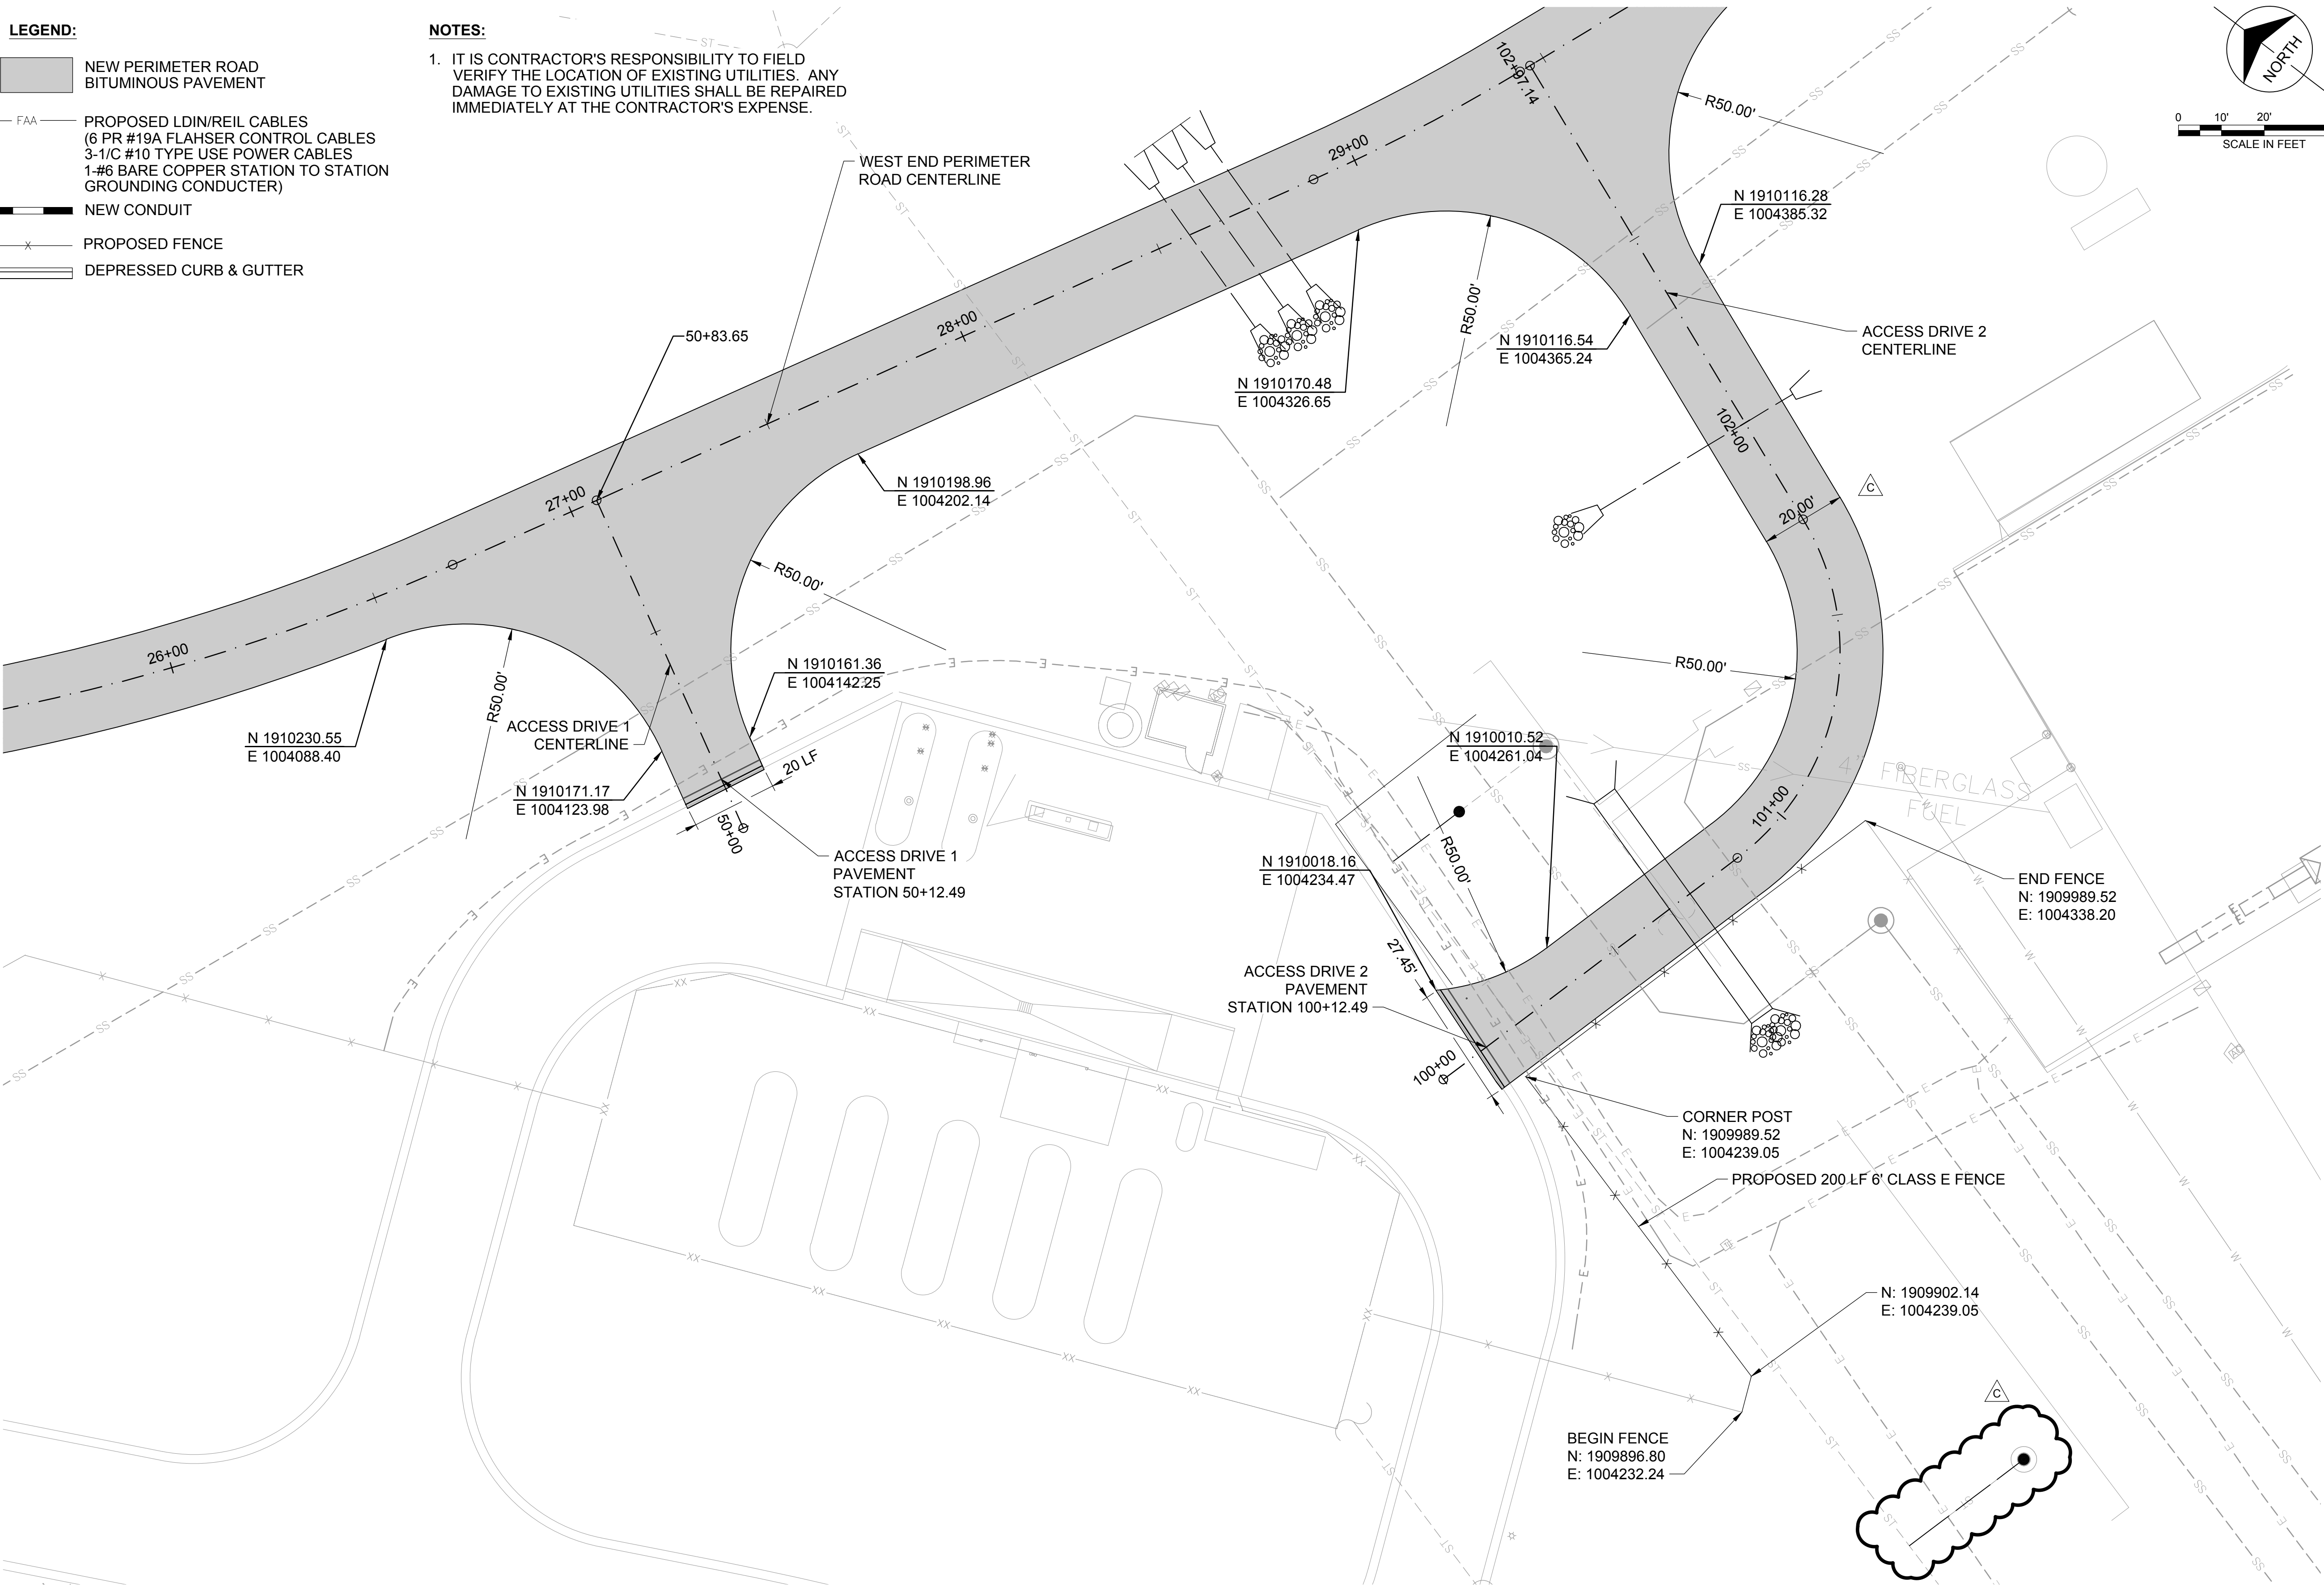 LEGEND:
NEW PERIMETER ROAD
BITUMINOUS PAVEMENT
FAA
PROPOSED LDIN/REIL CABLES
(6 PR #19A FLAHSER CONTROL CABLES
3-1/C #10 TYPE USE POWER CABLES
1-#6 BARE COPPER STATION TO STATION
GROUNDING CONDUCTER)
NEW CONDUIT
X
PROPOSED FENCE
DEPRESSED CURB & GUTTER
NOTES:
1. IT IS CONTRACTOR'S RESPONSIBILITY TO FIELD
VERIFY THE LOCATION OF EXISTING UTILITIES. ANY
DAMAGE TO EXISTING UTILITIES SHALL BE REPAIRED
IMMEDIATELY AT THE CONTRACTOR'S EXPENSE.
NORTH
0 10' 20'
SCALE IN FEET
102+97.14
R50.00'
WEST END PERIMETER
ROAD CENTERLINE
29+00
N 1910116.28
E 1004385.32
R50.00'
28+00
50+83.65
ACCESS DRIVE 2
CENTERLINE
N 1910116.54
E 1004365.24
N 1910170.48
E 1004326.65
102+00
27+00
N 1910198.96
E 1004202.14
C
20.00'
R50.00'
26+00
N 1910161.36
E 1004142.25
R50.00'
R50.00'
ACCESS DRIVE 1
CENTERLINE
N 1910230.55
E 1004088.40
N 1910010.52
E 1004261.04
20 LF
4" FIBERGLASS
FUEL
N 1910171.17
E 1004123.98
50+00
101+00
ACCESS DRIVE 1
PAVEMENT
STATION 50+12.49
R50.00'
N 1910018.16
E 1004234.47
END FENCE
N: 1909989.52
E: 1004338.20
27.45'
ACCESS DRIVE 2
PAVEMENT
STATION 100+12.49
100+00
CORNER POST
N: 1909989.52
E: 1004239.05
PROPOSED 200 LF 6' CLASS E FENCE
N: 1909902.14
E: 1004239.05
C
BEGIN FENCE
N: 1909896.80
E: 1004232.24